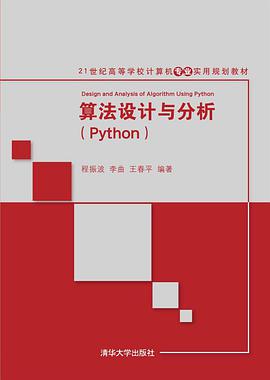 21世纪高等学校计算机专业实用规划教材
Design and Analysis of Algorithm Using Python
算法设计与分析
(Python)
程振波 李曲 王春平 编著
清华大学出版社